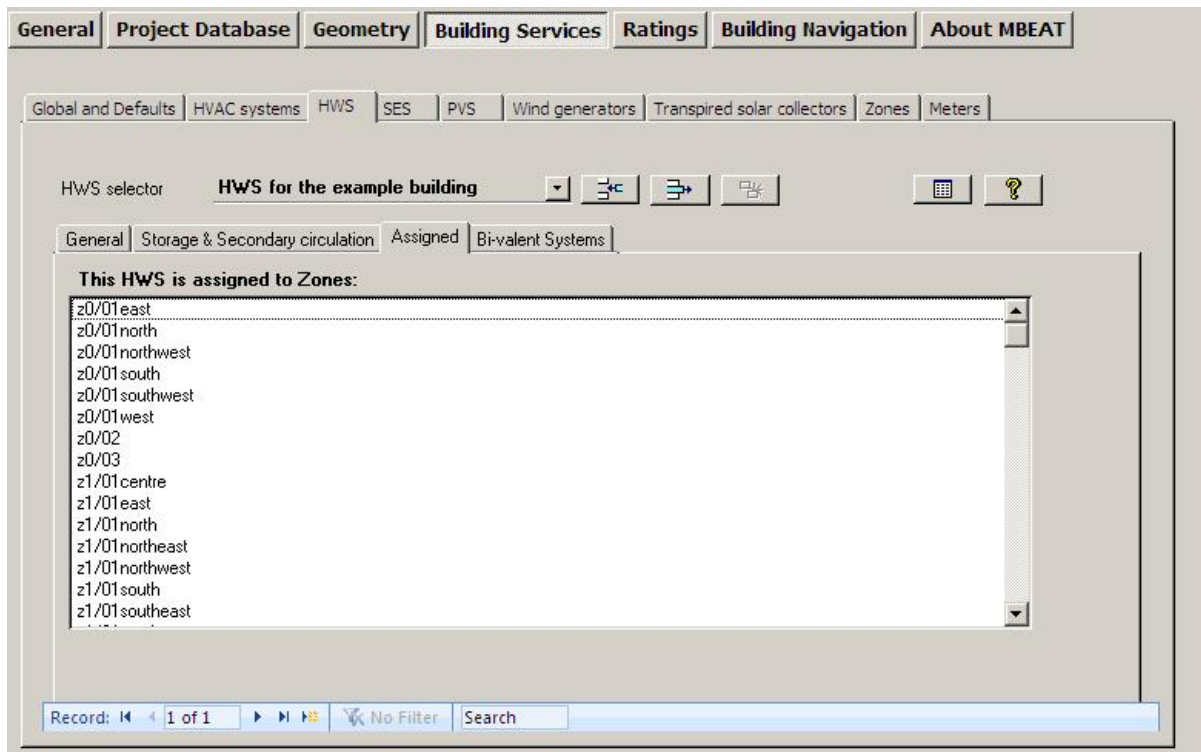 General Project Database Geometry Building Services Ratings Building Navigation About MBEAT
Global and Defaults HVAC systems HWS SES PVS Wind generators Transpired solar collectors Zones Meters
HWS selector HWS for the example building
General Storage & Secondary circulation Assigned Bi-valent Systems
This HWS is assigned to Zones:
z0/01east
z0/01north
z0/01northwest
z0/01south
z0/01southwest
z0/01west
z0/02
z0/03
z1/01centre
z1/01east
z1/01north
z1/01northeast
z1/01northwest
z1/01south
z1/01southeast
Record: 1 of 1 No Filter Search